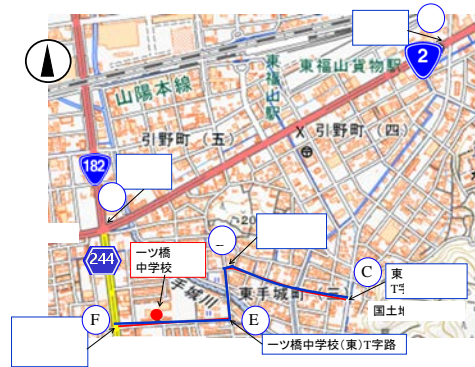 2
東福山貨物駅
東福山駅
山陽本線
引野町(五)
引野町(四)
X
182
20
244
一ツ橋
中学校
手城川
東手城町
C
東
T字
国土地
F
E
一ツ橋中学校(東)T字路